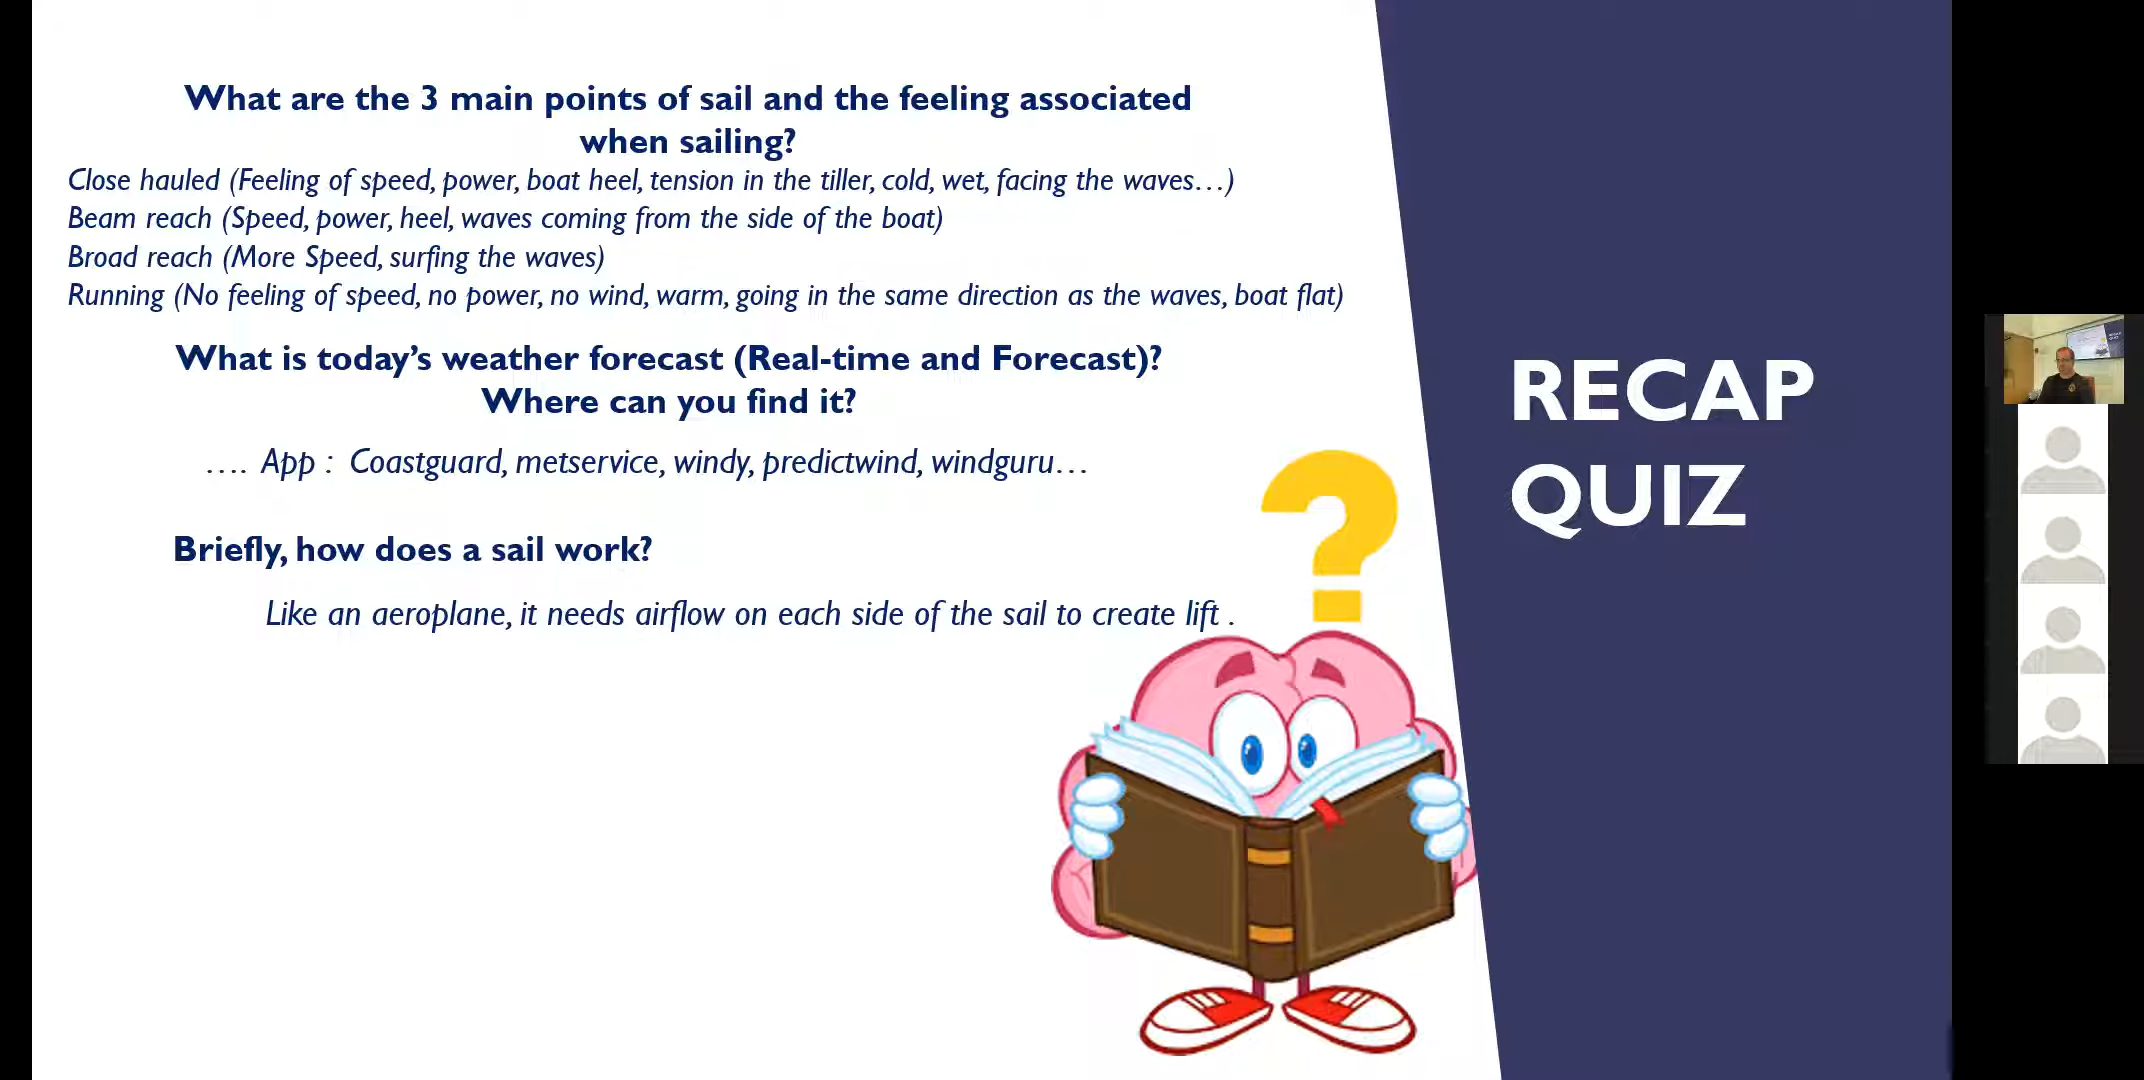 What are the 3 main points of sail and the feeling associated
when sailing?
Close hauled (Feeling of speed, power, boat heel, tension in the tiller, cold, wet, facing the waves…)
Beam reach (Speed, power, heel, waves coming from the side of the boat)
Broad reach (More Speed, surfing the waves)
Running (No feeling of speed, no power, no wind, warm, going in the same direction as the waves, boat flat)
What is today’s weather forecast (Real-time and Forecast)?
Where can you find it?
…. App : Coastguard, metservice, windy, predictwind, windguru…
Briefly, how does a sail work?
Like an aeroplane, it needs airflow on each side of the sail to create lift .
?
RECAP
QUIZ